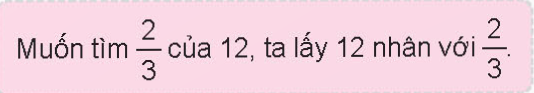 Muốn tìm 2/3 của 12, ta lấy 12 nhân với 2/3.